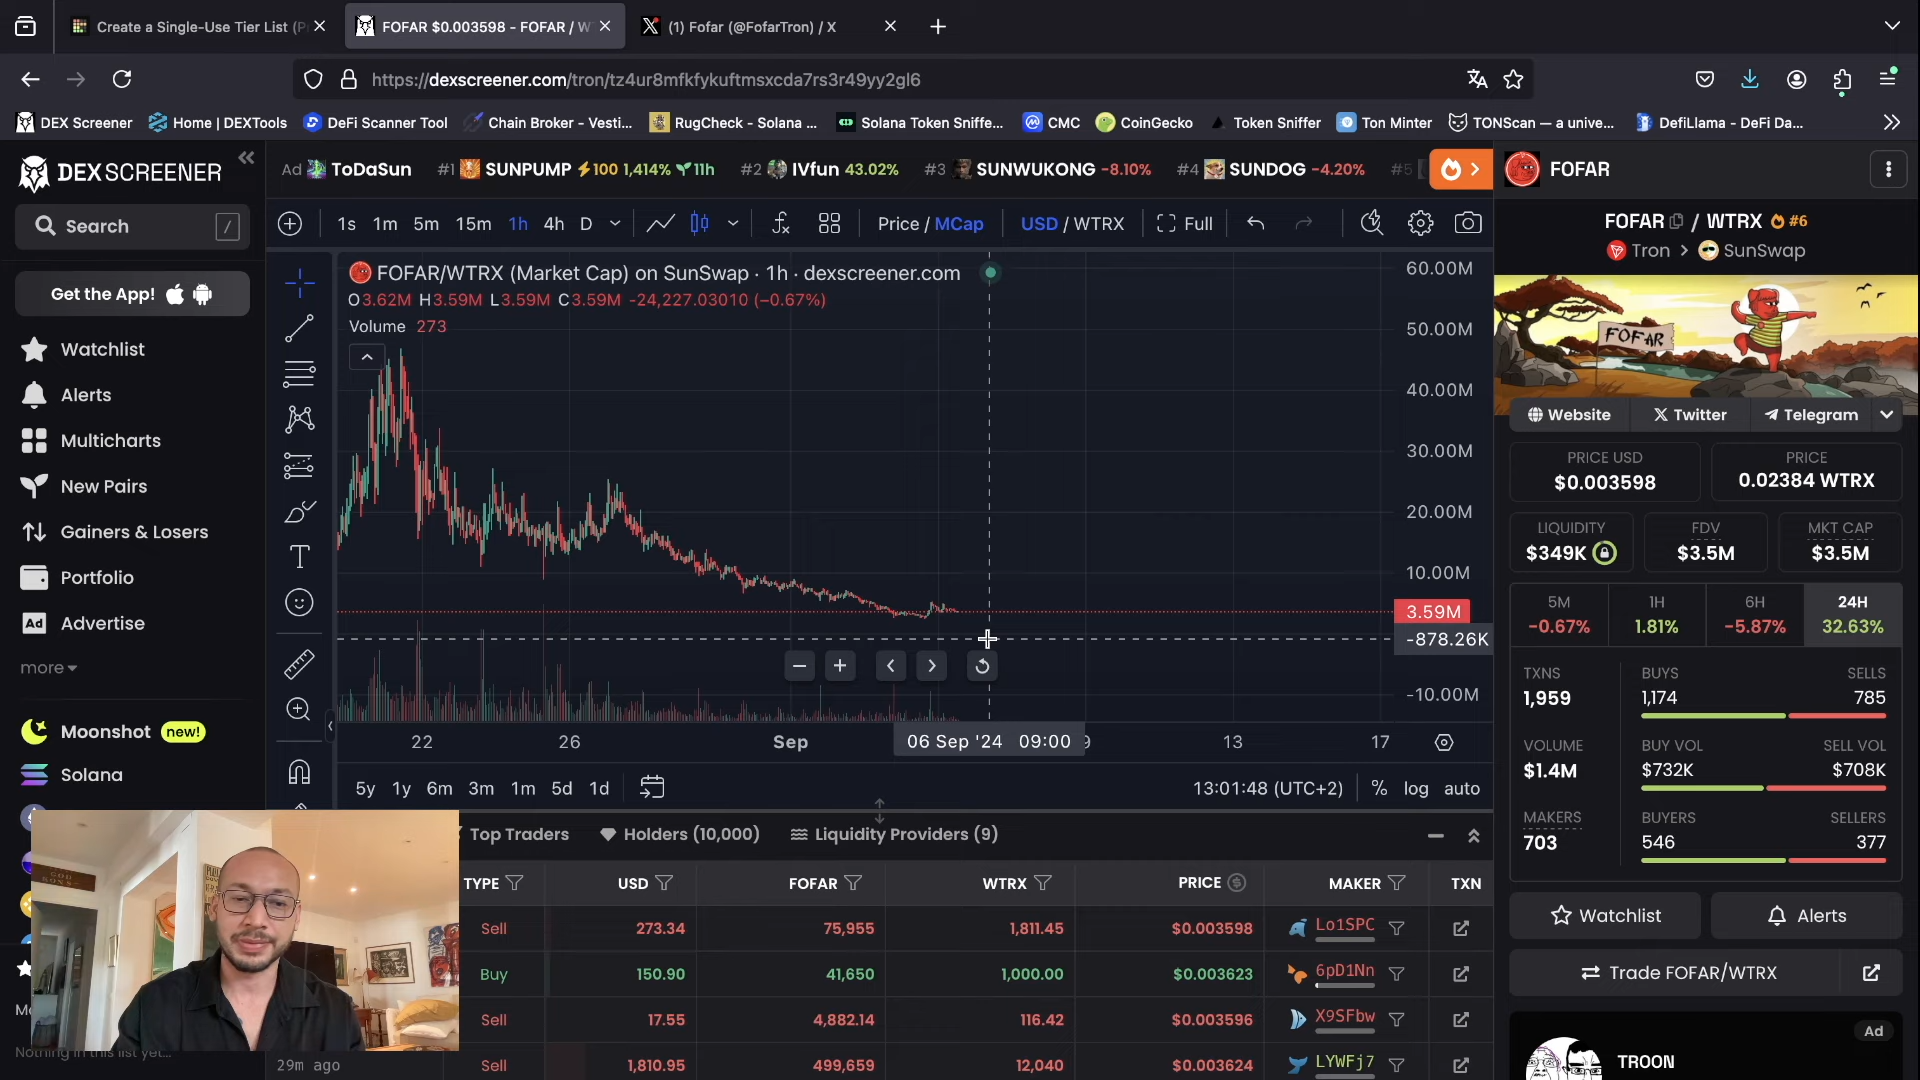 Create a Single-Use Tier List (P
FOFAR $0.003598 - FOFAR / W
(1) Fofar (@FofarTron) / X
https://dexscreener.com/tron/tz4ur8mfkfykuftmsxcda7rs3r49yy2gl6
DEX Screener
Home | DEXTools
DeFi Scanner Tool
Chain Broker - Vesti...
RugCheck - Solana ...
Solana Token Sniffe...
CMC
CoinGecko
Token Sniffer
Ton Minter
TONScan — a unive...
DefiLlama - DeFi Da...
DEX SCREENER
Ad ToDaSun
#1 SUNPUMP ⚡100 1,414% 11h
#2 IVfun 43.02%
#3 SUNWUKONG -8.10%
#4 SUNDOG -4.20%
#5
FOFAR
Search /
Get the App!
Watchlist
Alerts
Multicharts
New Pairs
Gainers & Losers
Portfolio
Ad Advertise
more
Moonshot new!
Solana
1s 1m 5m 15m 1h 4h D
Price / MCap
USD / WTRX
Full
FOFAR/WTRX (Market Cap) on SunSwap · 1h · dexscreener.com
O3.62M H3.59M L3.59M C3.59M -24,227.03010 (−0.67%)
Volume 273
60.00M
50.00M
40.00M
30.00M
20.00M
10.00M
3.59M
-878.26K
-10.00M
22 26 Sep 06 Sep '24 09:00 9 13 17
5y 1y 6m 3m 1m 5d 1d
13:01:48 (UTC+2) % log auto
FOFAR / WTRX #6
Tron > SunSwap
FOFAR
Website
Twitter
Telegram
PRICE USD
$0.003598
PRICE
0.02384 WTRX
LIQUIDITY
$349K
FDV
$3.5M
MKT CAP
$3.5M
5M
-0.67%
1H
1.81%
6H
-5.87%
24H
32.63%
TXNS
1,959
BUYS
1,174
SELLS
785
VOLUME
$1.4M
BUY VOL
$732K
SELL VOL
$708K
MAKERS
703
BUYERS
546
SELLERS
377
Watchlist
Alerts
Trade FOFAR/WTRX
Ad
TROON
Top Traders
Holders (10,000)
Liquidity Providers (9)
TYPE USD FOFAR WTRX PRICE MAKER TXN
Sell 273.34 75,955 1,811.45 $0.003598 Lo1SPC
Buy 150.90 41,650 1,000.00 $0.003623 6pD1Nn
Sell 17.55 4,882.14 116.42 $0.003596 X9SFbw
29m ago Sell 1,810.95 499,659 12,040 $0.003624 LYWFj7
Nothing in this list yet...